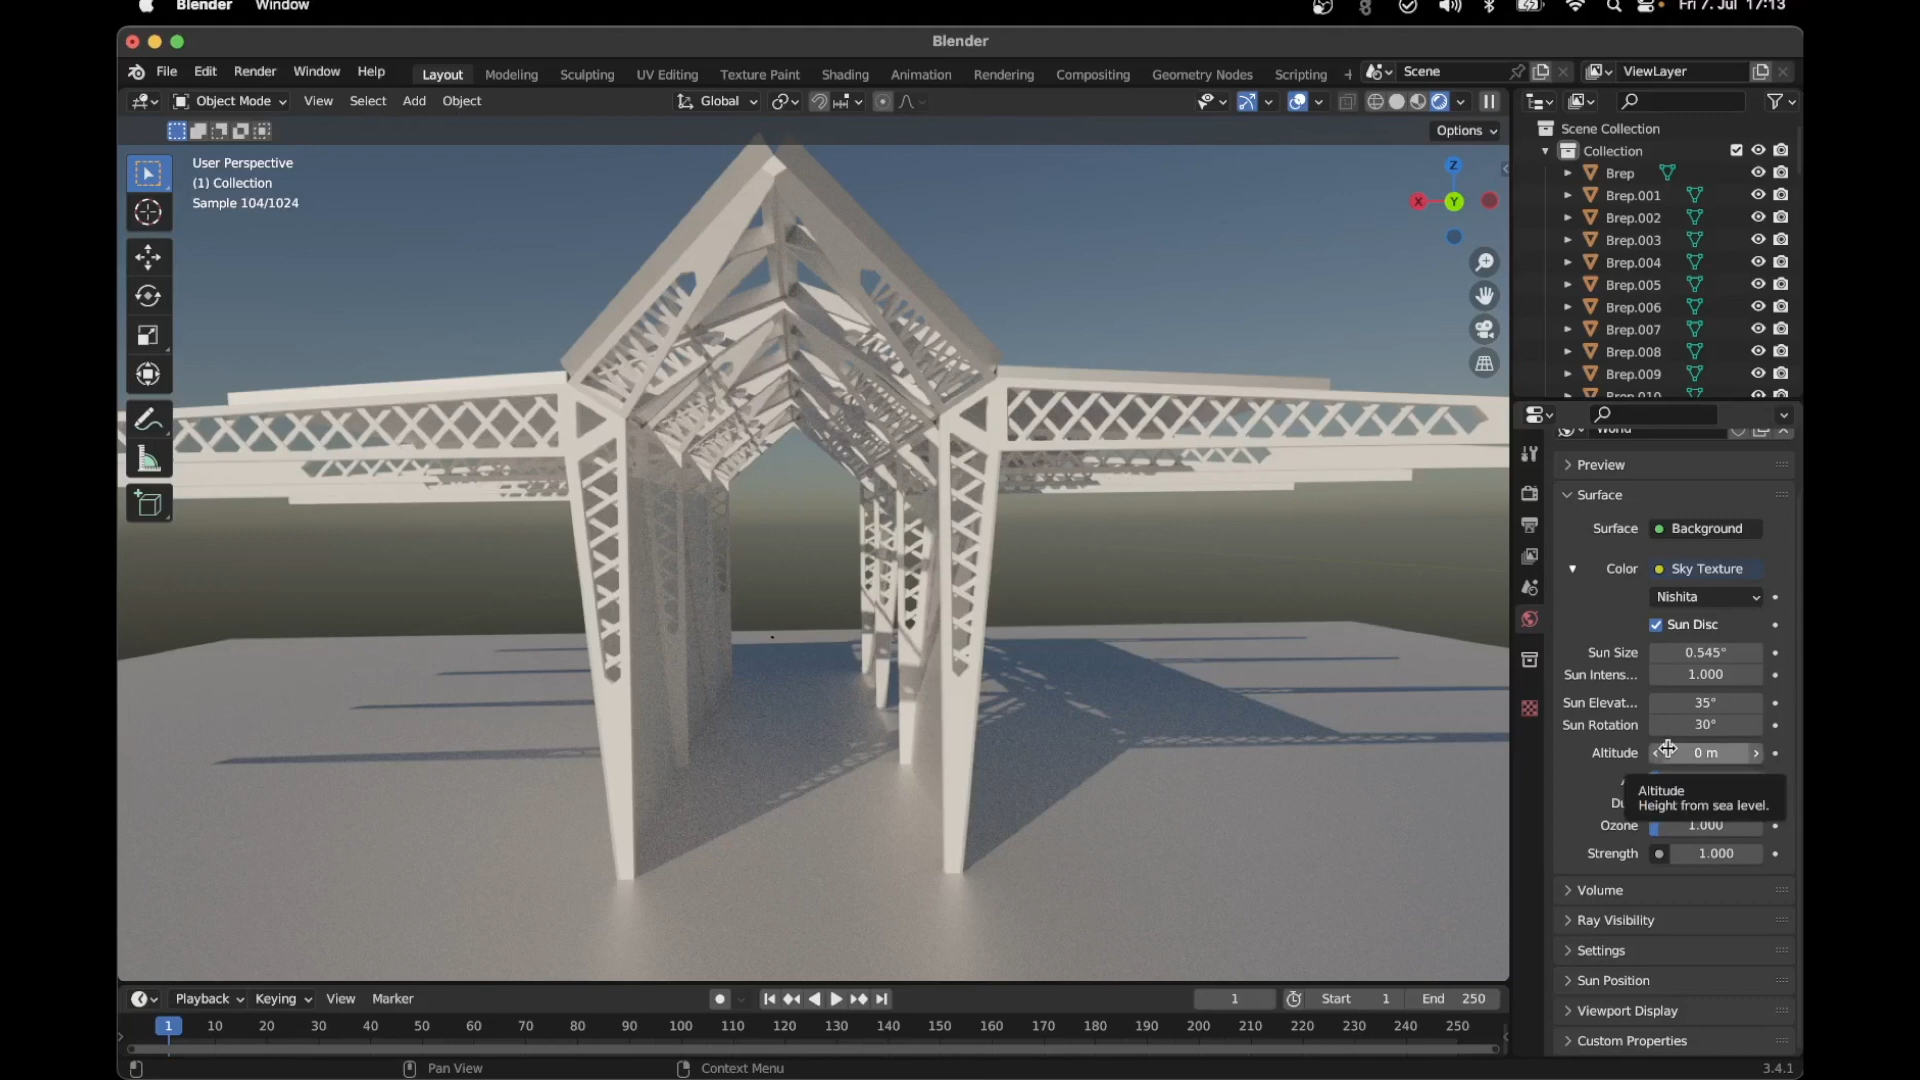 Blender Window Fri 7. Jul 17:13
Blender
File Edit Render Window Help Layout Modeling Sculpting UV Editing Texture Paint Shading Animation Rendering Compositing Geometry Nodes Scripting + Scene ViewLayer
Object Mode View Select Add Object Global
Options
User Perspective
(1) Collection
Sample 104/1024
Z
X
Y
Scene Collection
Collection
Brep
Brep.001
Brep.002
Brep.003
Brep.004
Brep.005
Brep.006
Brep.007
Brep.008
Brep.009
Brep.010
World
Preview
Surface
Surface Background
Color Sky Texture
Nishita
Sun Disc
Sun Size 0.545°
Sun Intens... 1.000
Sun Elevat... 35°
Sun Rotation 30°
Altitude 0 m
Altitude
Height from sea level.
Ozone 1.000
Strength 1.000
Volume
Ray Visibility
Settings
Sun Position
Viewport Display
Custom Properties
Playback Keying View Marker 1 Start 1 End 250
1 10 20 30 40 50 60 70 80 90 100 110 120 130 140 150 160 170 180 190 200 210 220 230 240 250
Pan View Context Menu 3.4.1